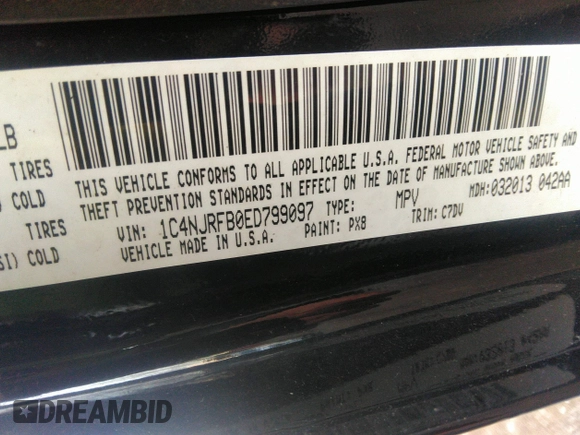 LB
TIRES
COLD
TIRES
SI) COLD
THIS VEHICLE CONFORMS TO ALL APPLICABLE U.S.A. FEDERAL MOTOR VEHICLE SAFETY AND
THEFT PREVENTION STANDARDS IN EFFECT ON THE DATE OF MANUFACTURE SHOWN ABOVE.
VIN: 1C4NJRFB0ED799097 TYPE: MPV MDH: 032013 042AA
VEHICLE MADE IN U.S.A. PAINT: PX8 TRIM: C7DV
DREAMBID